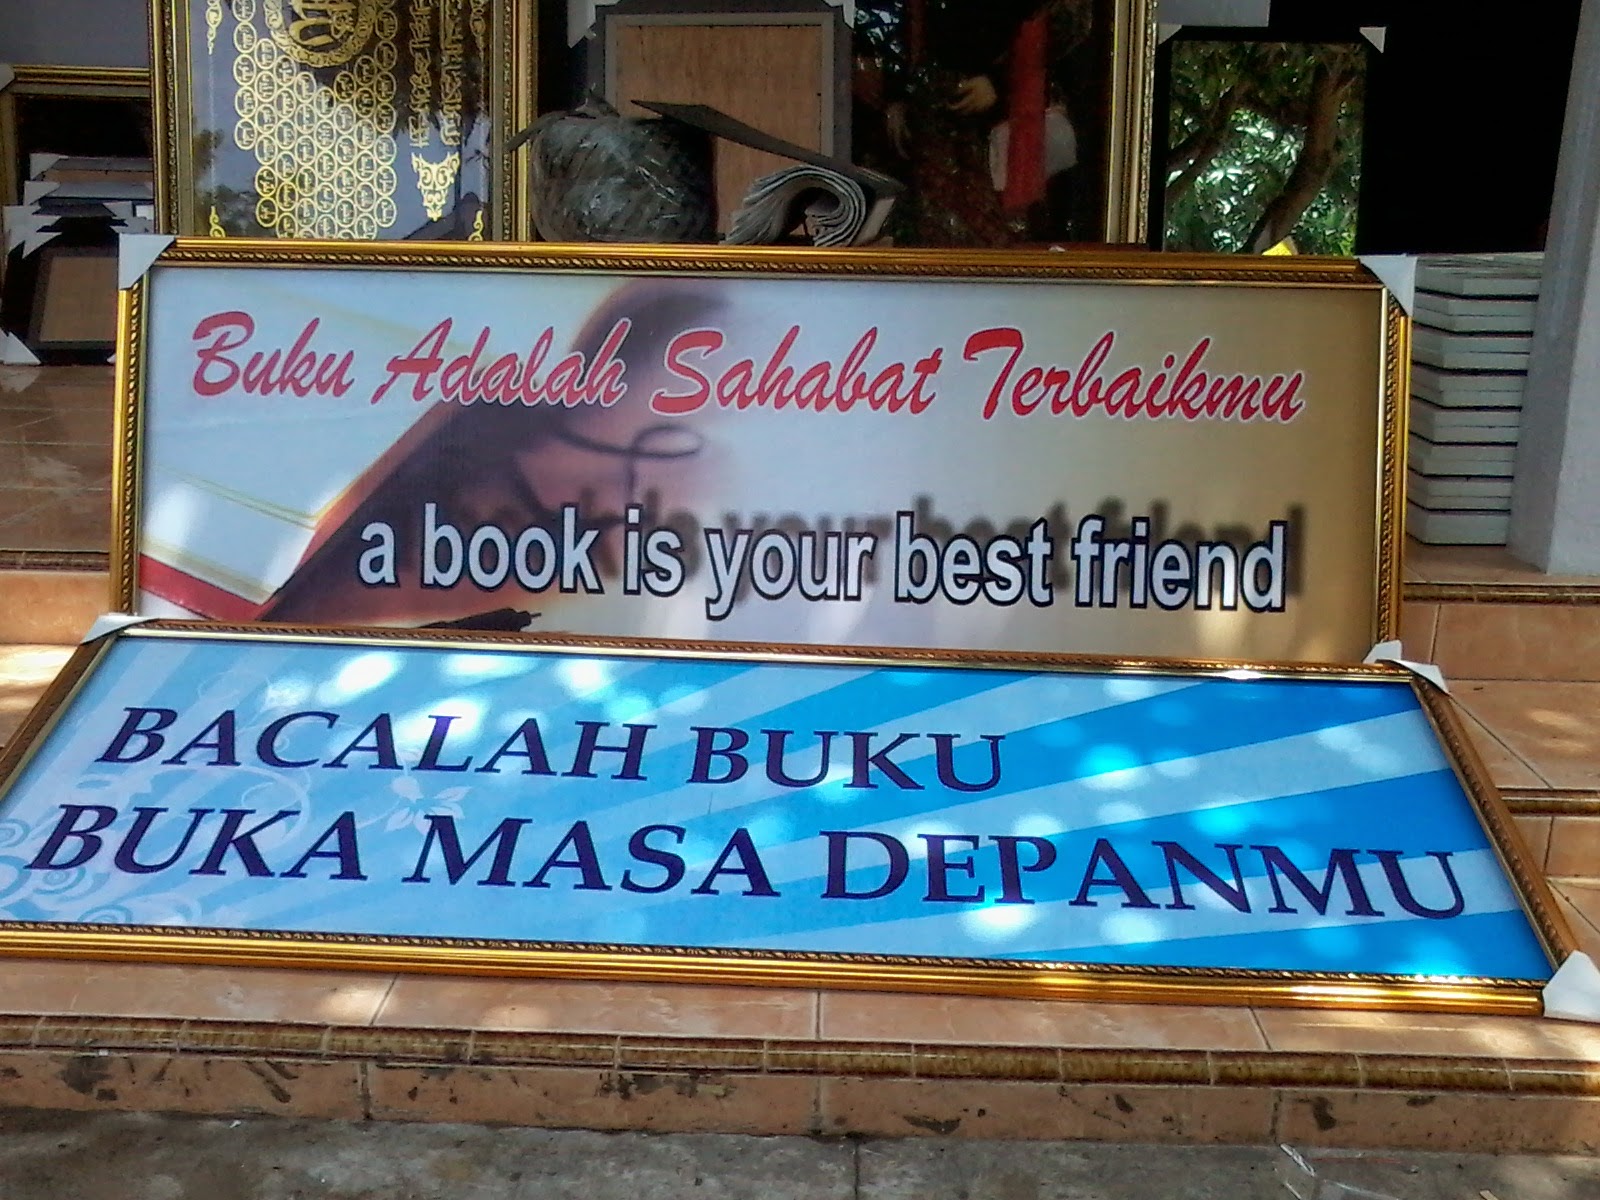 Buku Adalah Sahabat Terbaikmu
a book is your best friend
BACALAH BUKU
BUKA MASA DEPANMU